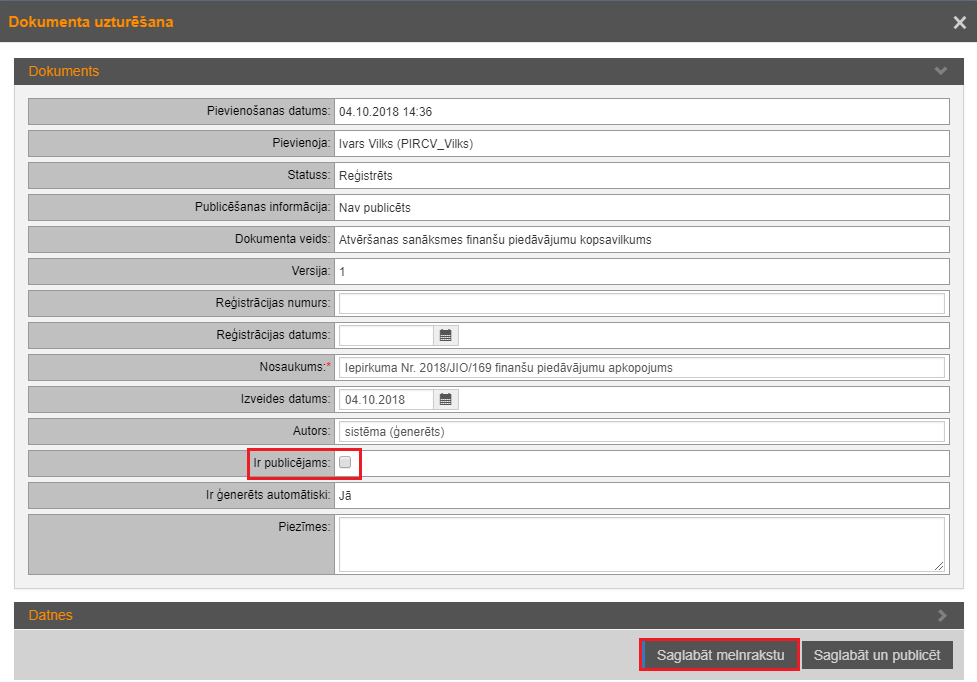 Dokumenta uzturēšana
Dokuments
Pievienošanas datums: 04.10.2018 14:36
Pievienoja: Ivars Vilks (PIRCV_Vilks)
Statuss: Reģistrēts
Publicēšanas informācija: Nav publicēts
Dokumenta veids: Atvēršanas sanāksmes finanšu piedāvājumu kopsavilkums
Versija: 1
Reģistrācijas numurs:
Reģistrācijas datums:
Nosaukums:* Iepirkuma Nr. 2018/JIO/169 finanšu piedāvājumu apkopojums
Izveides datums: 04.10.2018
Autors: sistēma (ģenerēts)
Ir publicējams:
Ir ģenerēts automātiski: Jā
Piezīmes:
Datnes
Saglabāt melnrakstu Saglabāt un publicēt